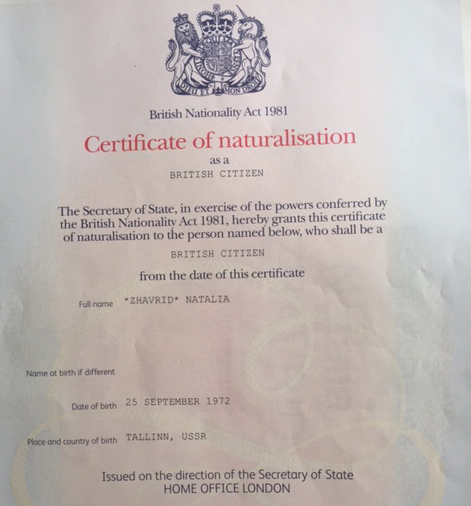 DIEU ET MON DROIT
British Nationality Act 1981
Certificate of naturalisation
as a
BRITISH CITIZEN
The Secretary of State, in exercise of the powers conferred by
the British Nationality Act 1981, hereby grants this certificate
of naturalisation to the person named below, who shall be a
BRITISH CITIZEN
from the date of this certificate
Full name *ZHAVRID* NATALIA
Name at birth if different
Date of birth 25 SEPTEMBER 1972
Place and country of birth TALLINN, USSR
Issued on the direction of the Secretary of State
HOME OFFICE LONDON